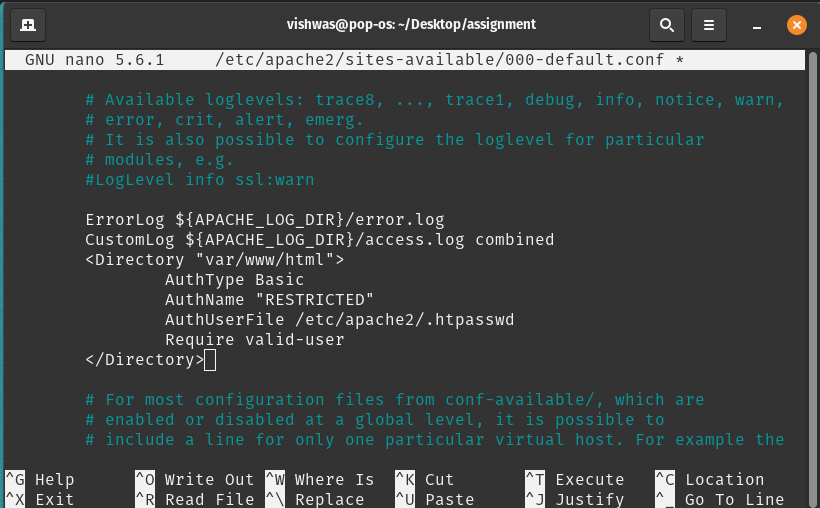 vishwas@pop-os: ~/Desktop/assignment
GNU nano 5.6.1 /etc/apache2/sites-available/000-default.conf *
# Available loglevels: trace8, ..., trace1, debug, info, notice, warn,
# error, crit, alert, emerg.
# It is also possible to configure the loglevel for particular
# modules, e.g.
#LogLevel info ssl:warn
ErrorLog ${APACHE_LOG_DIR}/error.log
CustomLog ${APACHE_LOG_DIR}/access.log combined
<Directory "var/www/html">
AuthType Basic
AuthName "RESTRICTED"
AuthUserFile /etc/apache2/.htpasswd
Require valid-user
</Directory>
# For most configuration files from conf-available/, which are
# enabled or disabled at a global level, it is possible to
# include a line for only one particular virtual host. For example the
^G Help ^O Write Out ^W Where Is ^K Cut ^T Execute ^C Location
^X Exit ^R Read File ^\ Replace ^U Paste ^J Justify ^_ Go To Line